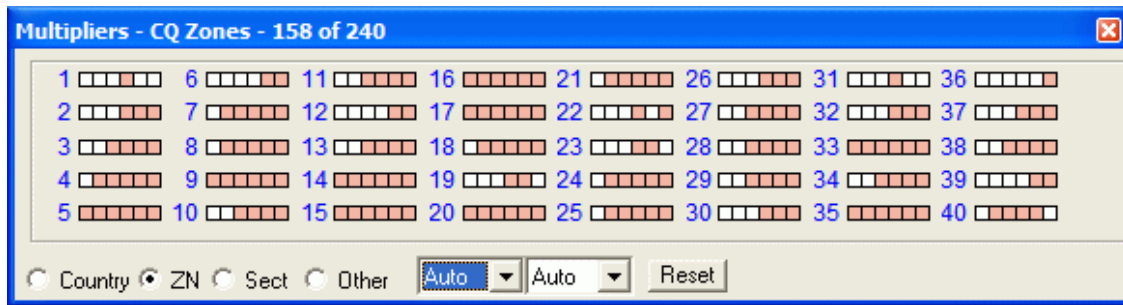 Multipliers - CQ Zones - 158 of 240
1 6 11 16 21 26 31 36
2 7 12 17 22 27 32 37
3 8 13 18 23 28 33 38
4 9 14 19 24 29 34 39
5 10 15 20 25 30 35 40
Country ZN Sect Other Auto Auto Reset